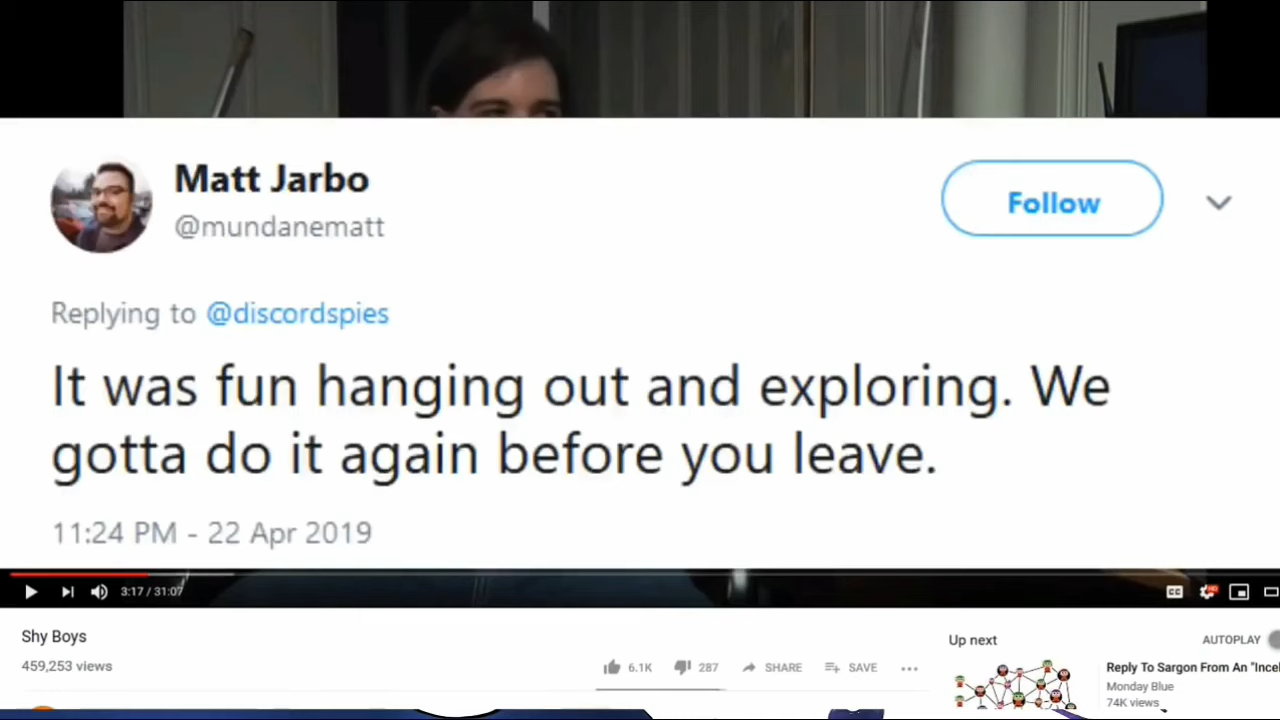 Matt Jarbo
@mundanematt
Follow
Replying to @discordspies
It was fun hanging out and exploring. We
gotta do it again before you leave.
11:24 PM - 22 Apr 2019
3:17 / 31:07
CC
HD
Shy Boys
459,253 views
6.1K
287
SHARE
SAVE
Up next
AUTOPLAY
Reply To Sargon From An "Incel
Monday Blue
74K views